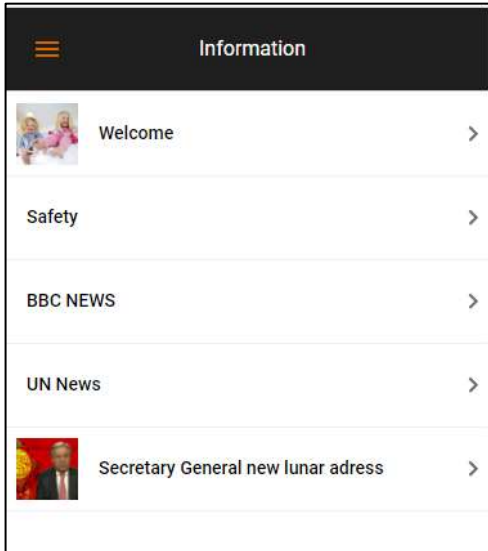 Information
Welcome
Safety
BBC NEWS
UN News
Secretary General new lunar adress